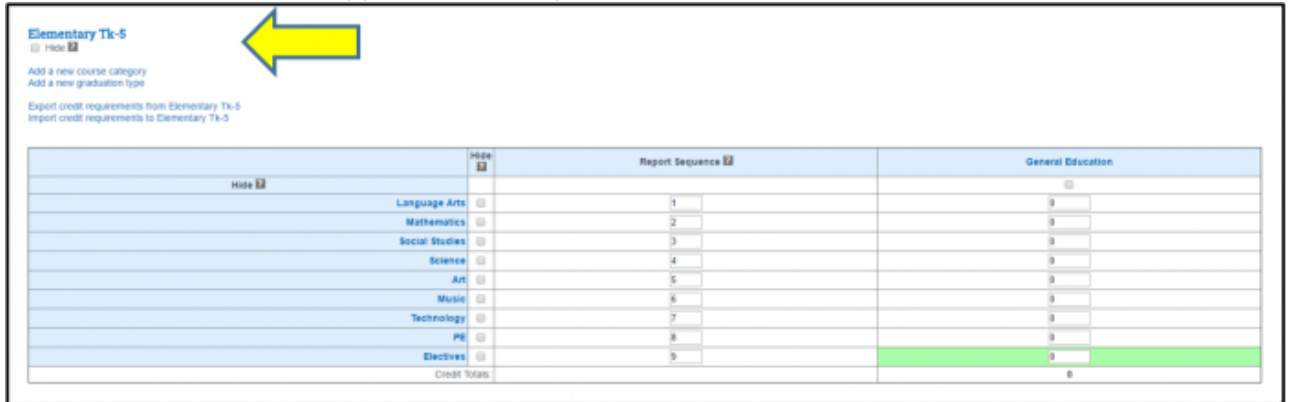 Elementary Tk-5
Hide ?
Add a new course category
Add a new graduation type
Export credit requirements from Elementary Tk-5
Import credit requirements to Elementary Tk-5
Hide ? Report Sequence ? General Education
Hide ?
Language Arts 1 0
Mathematics 2 0
Social Studies 3 0
Science 4 0
Art 5 0
Music 6 0
Technology 7 0
PE 8 0
Electives 9 0
Credit Totals 0